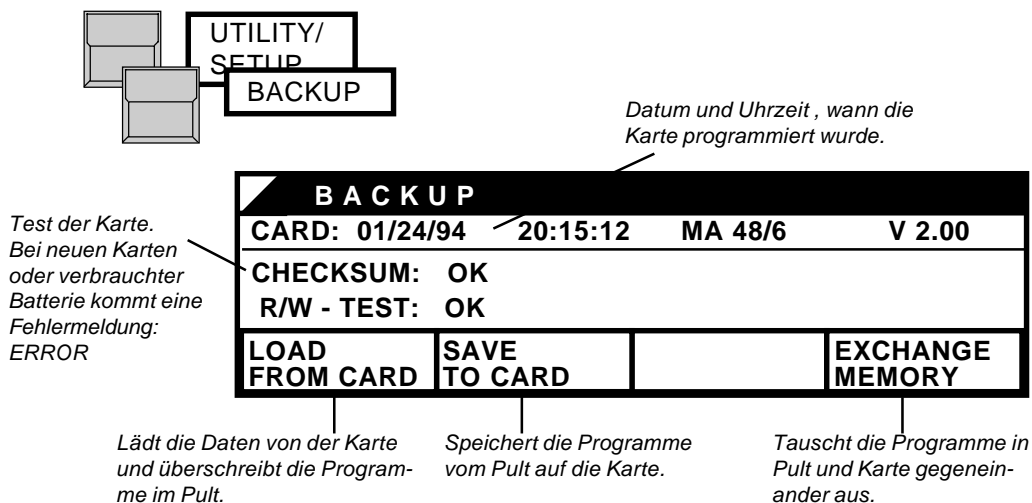 UTILITY/
SETUP
BACKUP
Datum und Uhrzeit , wann die
Karte programmiert wurde.
BACKUP
CARD: 01/24/94 20:15:12 MA 48/6 V 2.00
Test der Karte.
Bei neuen Karten
oder verbrauchter
Batterie kommt eine
Fehlermeldung:
ERROR
CHECKSUM: OK
R/W - TEST: OK
LOAD
FROM CARD
SAVE
TO CARD
EXCHANGE
MEMORY
Lädt die Daten von der Karte
und überschreibt die Program-
me im Pult.
Speichert die Programme
vom Pult auf die Karte.
Tauscht die Programme in
Pult und Karte gegenein-
ander aus.